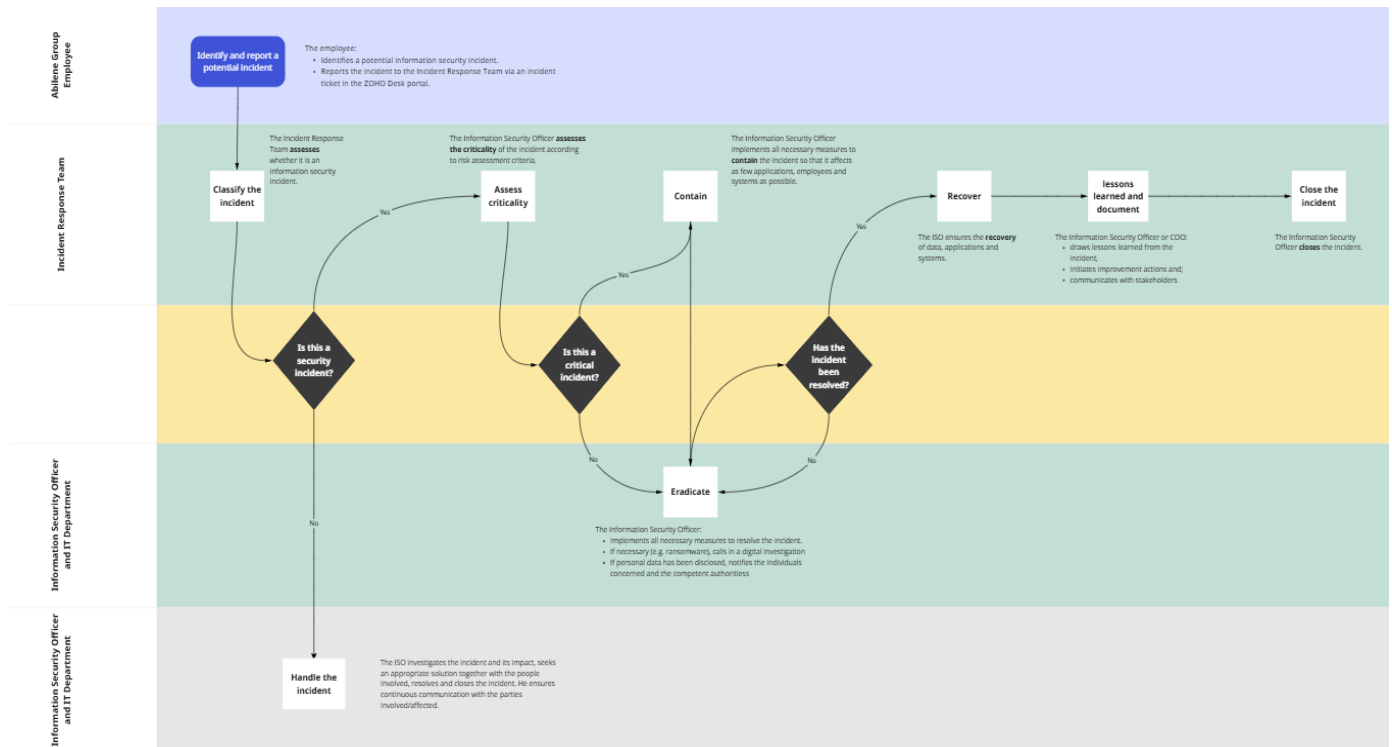 Abilene Group
Employee
Identify and report a
potential incident
The employee:
• Identifies a potential information security incident.
• Reports the incident to the Incident Response Team via an incident
ticket in the ZOHO Desk portal.
Incident Response Team
The Incident Response
Team assesses
whether it is an
information security
incident.
Classify the
incident
Yes
The Information Security Officer assesses
the criticality of the incident according
to risk assessment criteria.
Assess
criticality
Yes
Contain
The Information Security Officer
implements all necessary measures to
contain the incident so that it affects
as few applications, employees and
systems as possible.
Yes
Recover
The ISO ensures the recovery
of data, applications and
systems.
lessons
learned and
document
The Information Security Officer or COO:
• draws lessons learned from the
incident,
• initiates improvement actions and;
• communicates with stakeholders
Close the
incident
The Information Security
Officer closes the incident.
Is this a
security
incident?
Is this a
critical
incident?
Has the
incident
been
resolved?
Information Security Officer
and IT Department
No
No
No
Eradicate
The Information Security Officer:
• implements all necessary measures to resolve the incident.
• If necessary (e.g. ransomware), calls in a digital investigation
• If personal data has been disclosed, notifies the individuals
concerned and the competent authoritiess
Information Security Officer
and IT Department
Handle the
incident
The ISO investigates the incident and its impact, seeks
an appropriate solution together with the people
involved, resolves and closes the incident. He ensures
continuous communication with the parties
involved/affected.